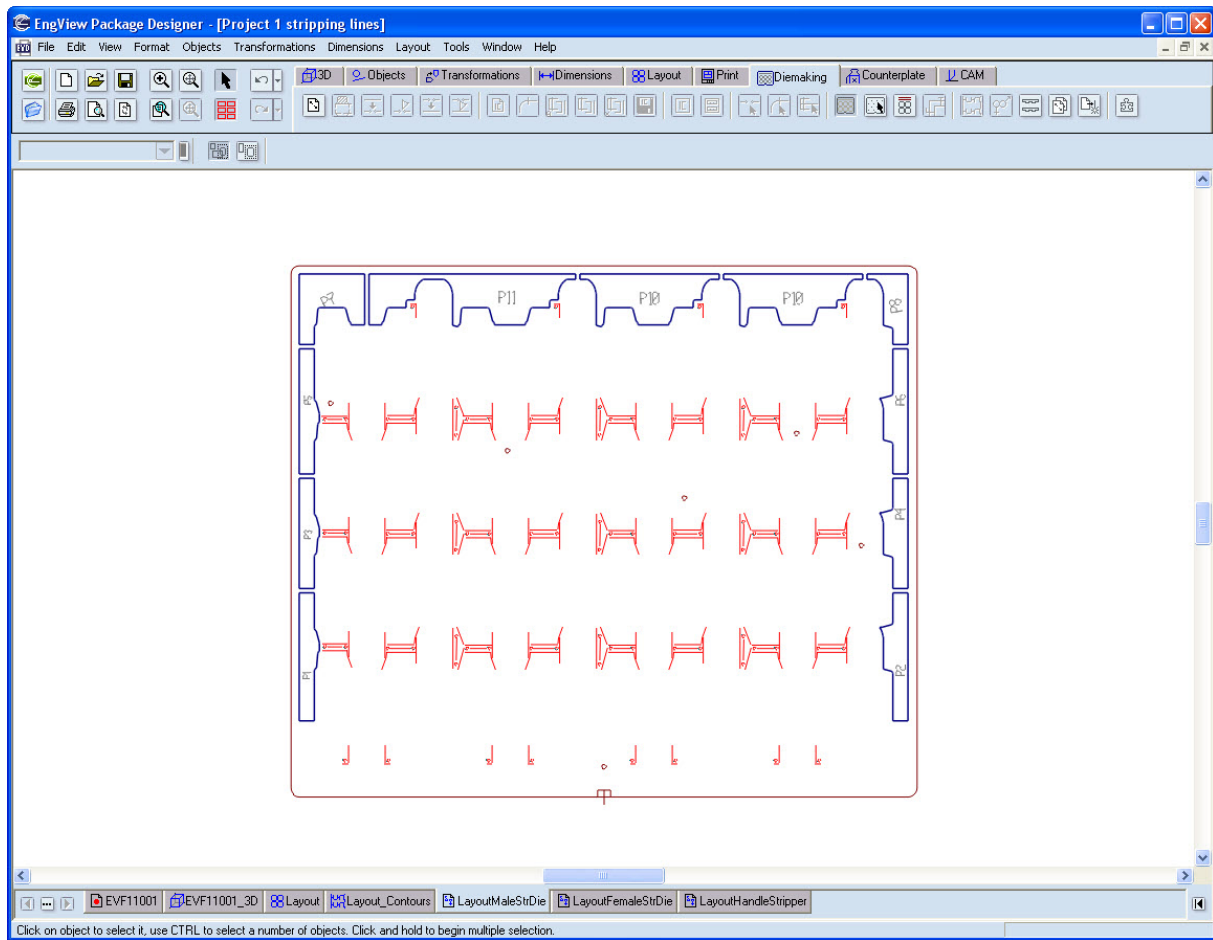 EngView Package Designer - [Project 1 stripping lines]
File Edit View Format Objects Transformations Dimensions Layout Tools Window Help
3D Objects Transformations Dimensions Layout Print Diemaking Counterplate CAM
P11 P10 P10 P8
P5 P6
P3 P4
P1 P2
EVF11001 EVF11001_3D Layout Layout_Contours LayoutMaleStrDie LayoutFemaleStrDie LayoutHandleStripper
Click on object to select it, use CTRL to select a number of objects. Click and hold to begin multiple selection.